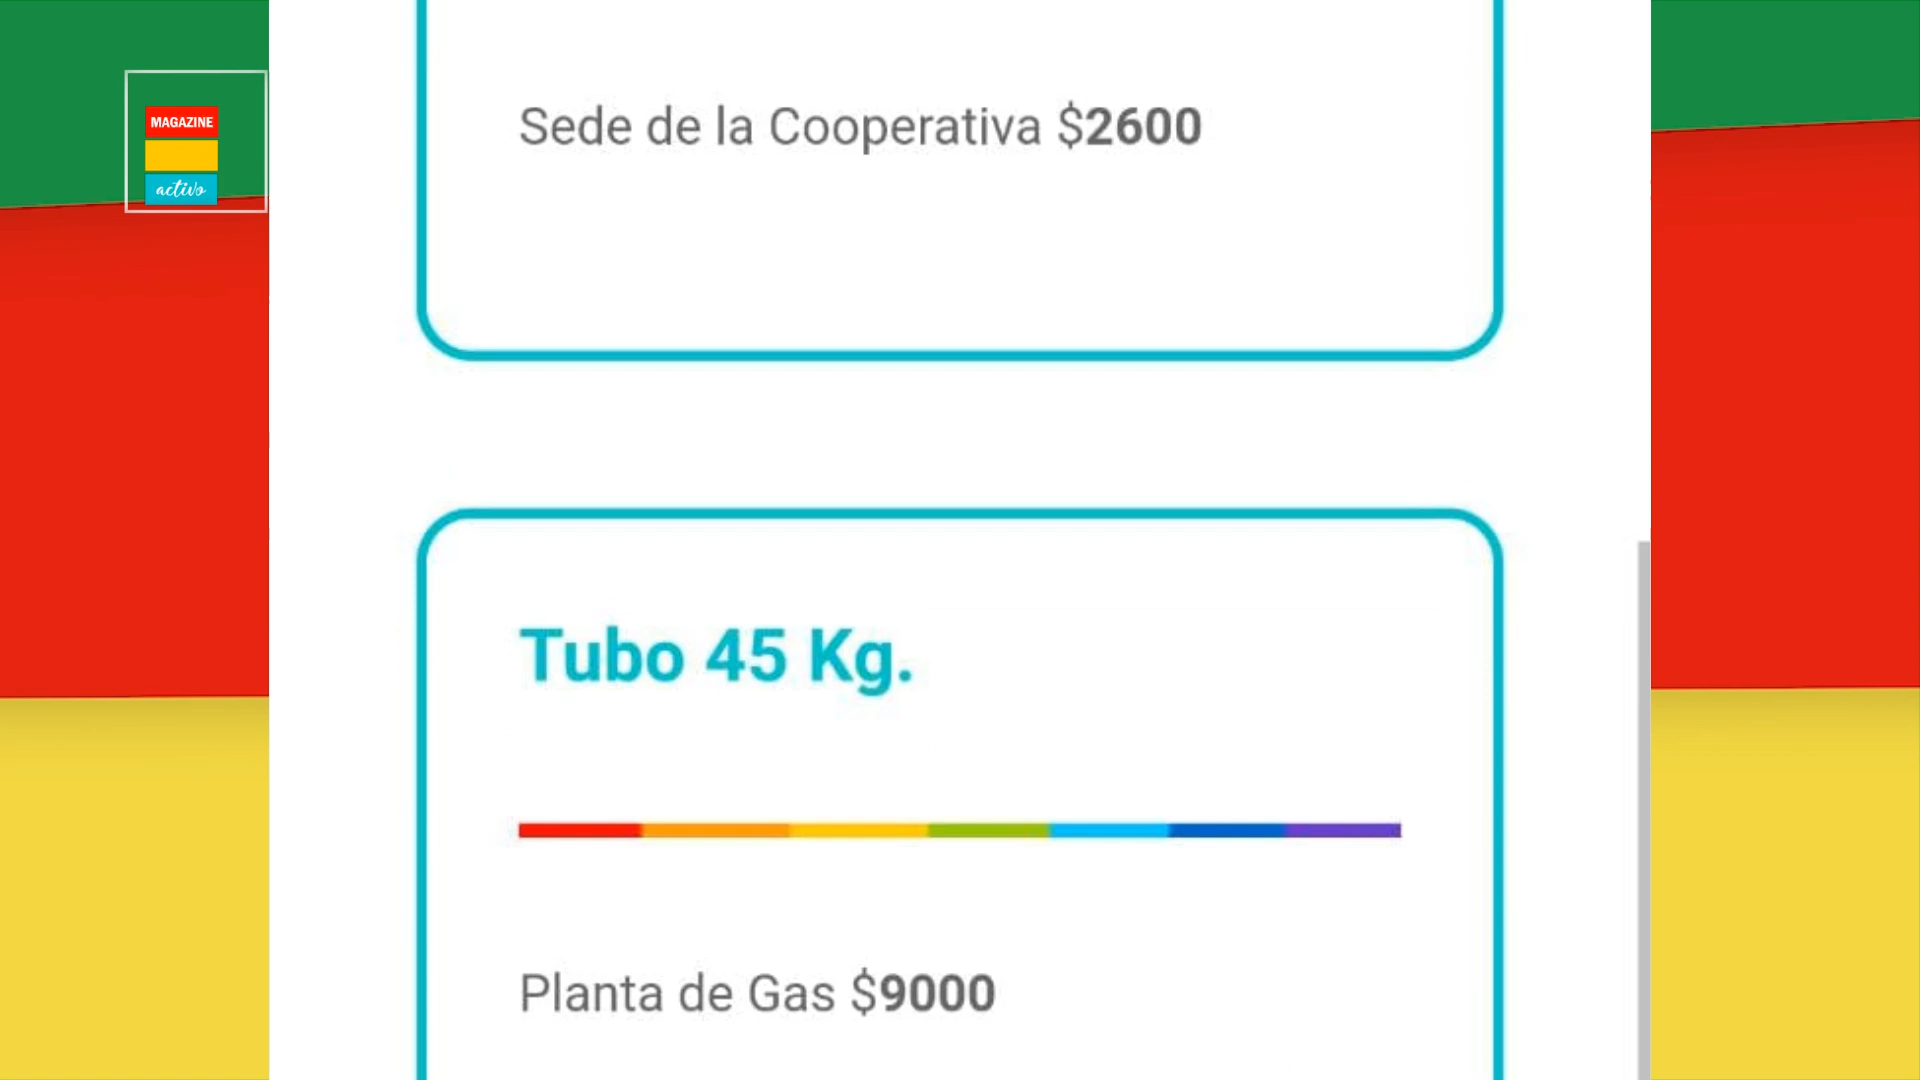 MAGAZINE
activo
Sede de la Cooperativa $2600
Tubo 45 Kg.
Planta de Gas $9000